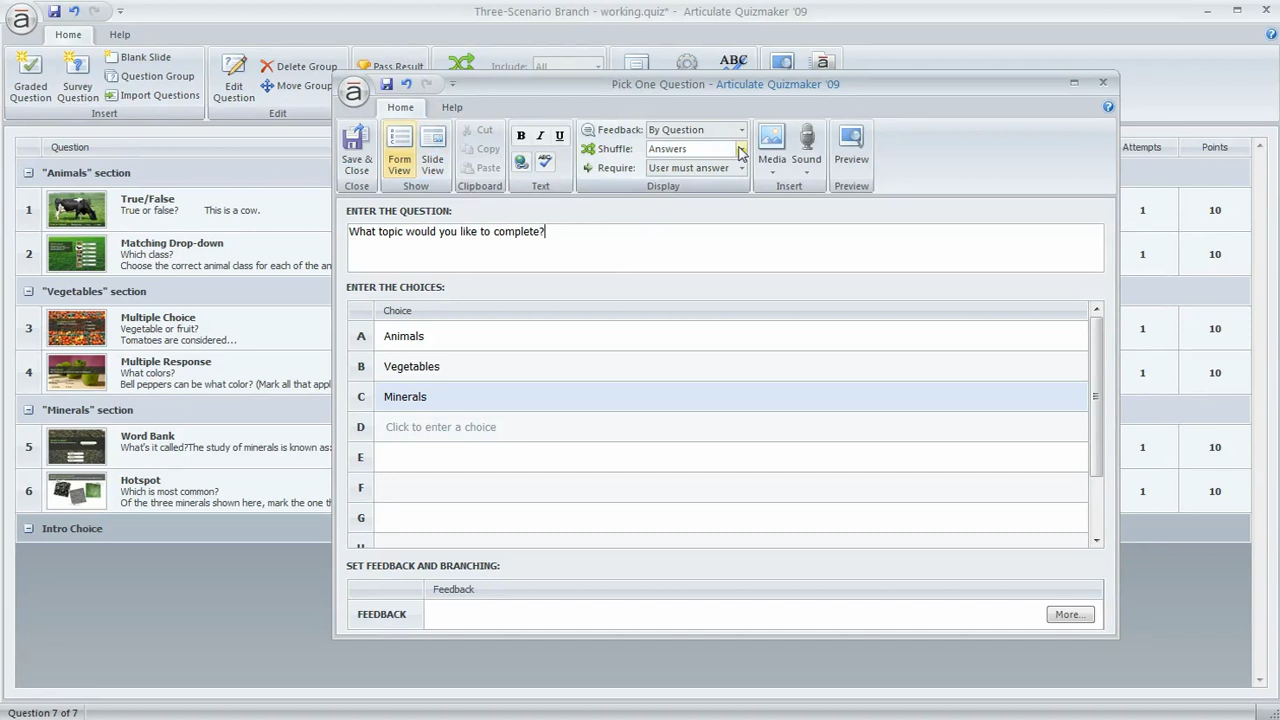 Three-Scenario Branch - working.quiz* - Articulate Quizmaker '09
Home
Help
Graded Question
Survey Question
Blank Slide
Question Group
Import Questions
Insert
Edit Question
Delete Group
Move Group
Edit
Pass Result
Include: All
ABC
Question
Attempts
Points
"Animals" section
1
True/False
True or false? This is a cow.
1
10
2
Matching Drop-down
Which class?
Choose the correct animal class for each of the an
1
10
"Vegetables" section
3
Multiple Choice
Vegetable or fruit?
Tomatoes are considered...
1
10
4
Multiple Response
What colors?
Bell peppers can be what color? (Mark all that appl
1
10
"Minerals" section
5
Word Bank
What's it called?The study of minerals is known as:
1
10
6
Hotspot
Which is most common?
Of the three minerals shown here, mark the one th
1
10
Intro Choice
Question 7 of 7
Pick One Question - Articulate Quizmaker '09
Home
Help
Save & Close
Close
Form View
Slide View
Show
Cut
Copy
Paste
Clipboard
B I U
ABC
Text
Feedback: By Question
Shuffle: Answers
Require: User must answer
Display
Media
Sound
Insert
Preview
Preview
ENTER THE QUESTION:
What topic would you like to complete?
ENTER THE CHOICES:
Choice
A Animals
B Vegetables
C Minerals
D Click to enter a choice
E
F
G
SET FEEDBACK AND BRANCHING:
Feedback
FEEDBACK
More...